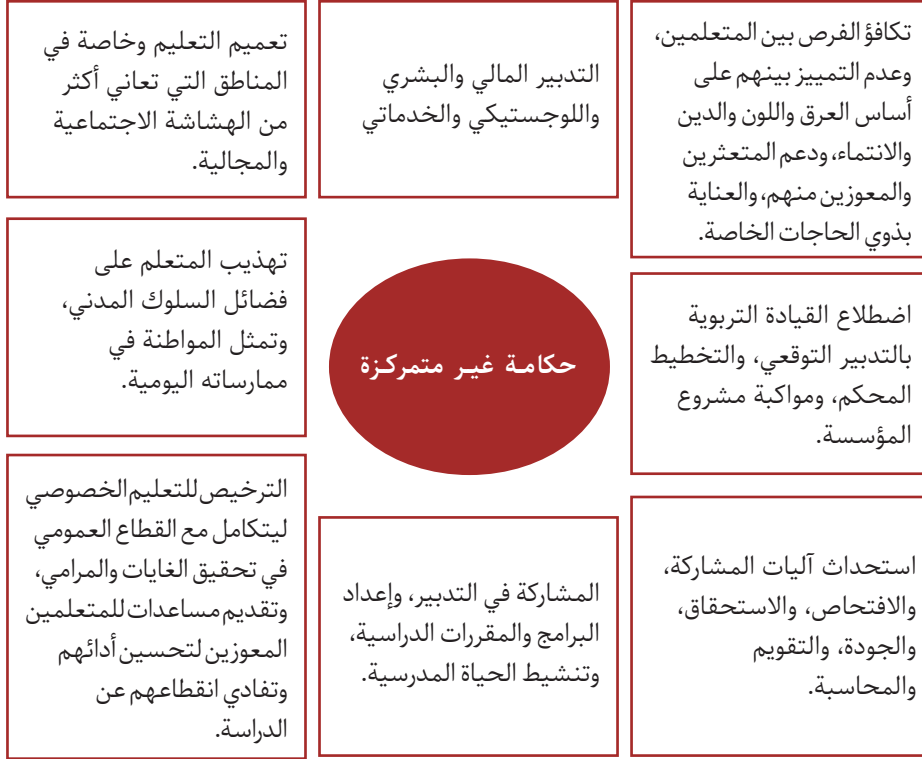 تكافؤ الفرص بين المتعلمين،
وعدم التمييز بينهم على
أساس العرق واللون والدين
والانتماء، ودعم المتعثرين
والمعوزين منهم، والعناية
بذوي الحاجات الخاصة.
التدبير المالي والبشري
واللوجستيكي والخدماتي
تعميم التعليم وخاصة في
المناطق التي تعاني أكثر
من الهشاشة الاجتماعية
والمجالية.
اضطلاع القيادة التربوية
بالتدبير التوقعي، والتخطيط
المحكم، ومواكبة مشروع
المؤسسة.
حكامة غير متمركزة
تهذيب المتعلم على
فضائل السلوك المدني،
وتمثل المواطنة في
ممارساته اليومية.
استحداث آليات المشاركة،
والافتحاص، والاستحقاق،
والجودة، والتقويم
والمحاسبة.
المشاركة في التدبير، وإعداد
البرامج والمقررات الدراسية،
وتنشيط الحياة المدرسية.
الترخيص للتعليم الخصوصي
ليتكامل مع القطاع العمومي
في تحقيق الغايات والمرامي،
وتقديم مساعدات للمتعلمين
المعوزين لتحسين أدائهم
وتفادي انقطاعهم عن
الدراسة.